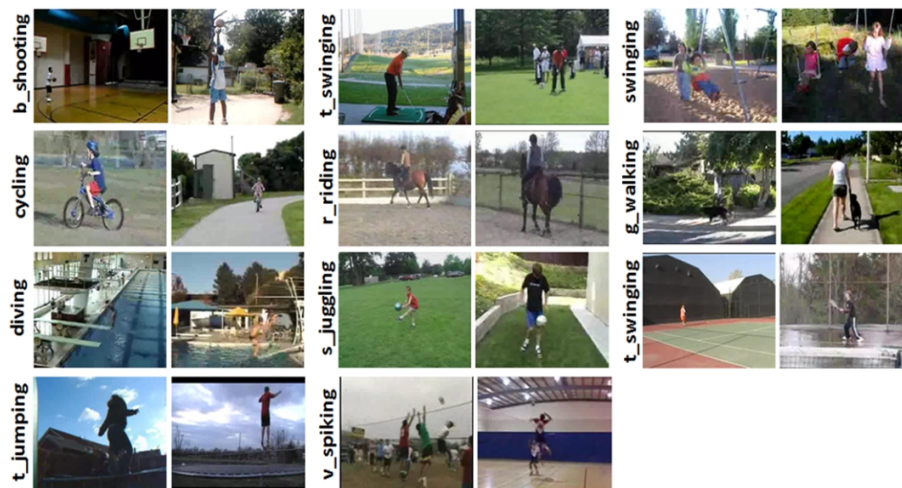 b_shooting
t_swinging
swinging
cycling
r_riding
g_walking
diving
s_juggling
t_swinging
t_jumping
v_spiking